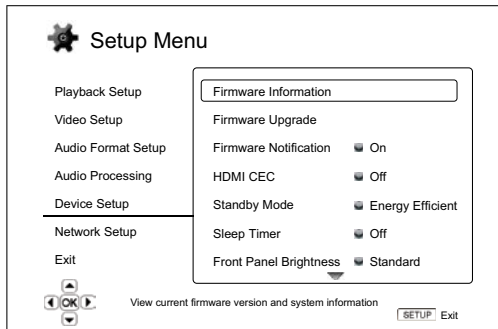 Setup Menu
Playback Setup
Video Setup
Audio Format Setup
Audio Processing
Device Setup
Network Setup
Exit
Firmware Information
Firmware Upgrade
Firmware Notification On
HDMI CEC Off
Standby Mode Energy Efficient
Sleep Timer Off
Front Panel Brightness Standard
OK
View current firmware version and system information
SETUP Exit